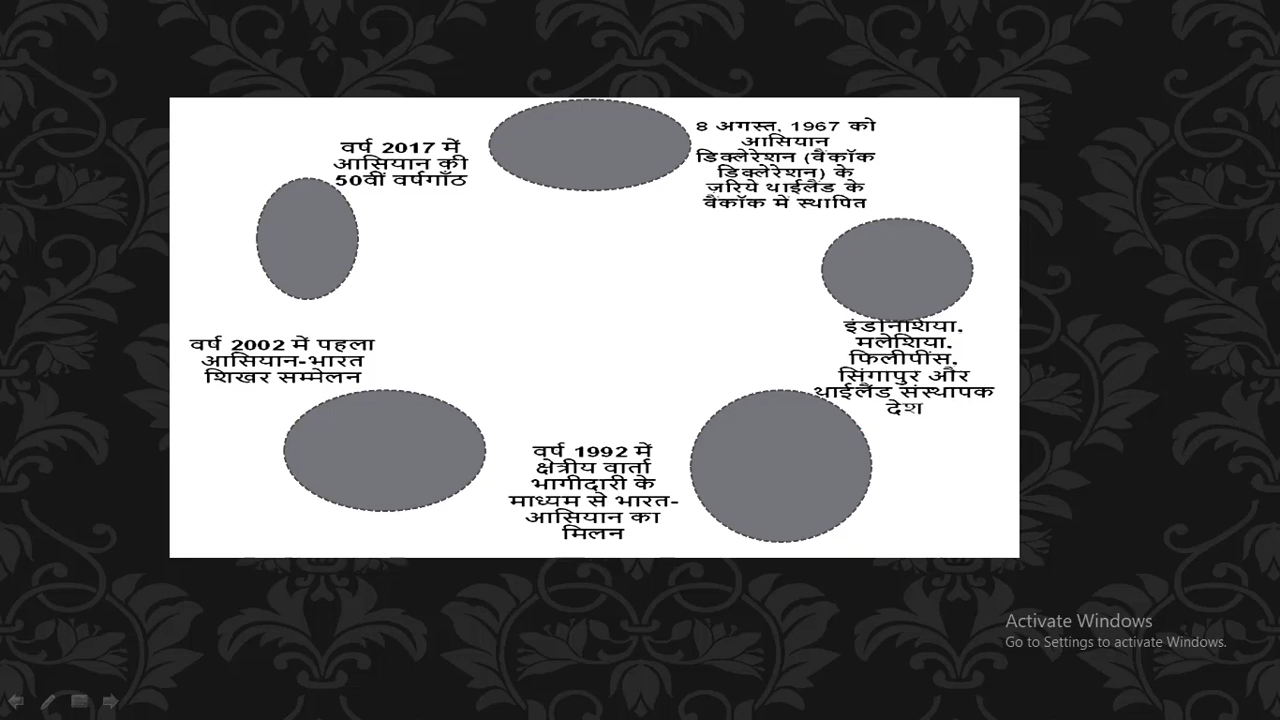 वर्ष 2017 में
आसियान की
50वीं वर्षगाँठ
8 अगस्त, 1967 को
आसियान
डिक्लेरेशन (बैंकॉक
डिक्लेरेशन) के
ज़रिये थाईलैंड के
बैंकॉक में स्थापित
इंडोनेशिया,
मलेशिया,
फिलीपींस,
सिंगापुर और
थाईलैंड संस्थापक
देश
वर्ष 1992 में
क्षेत्रीय वार्ता
भागीदारी के
माध्यम से भारत-
आसियान का
मिलन
वर्ष 2002 में पहला
आसियान-भारत
शिखर सम्मेलन
Activate Windows
Go to Settings to activate Windows.